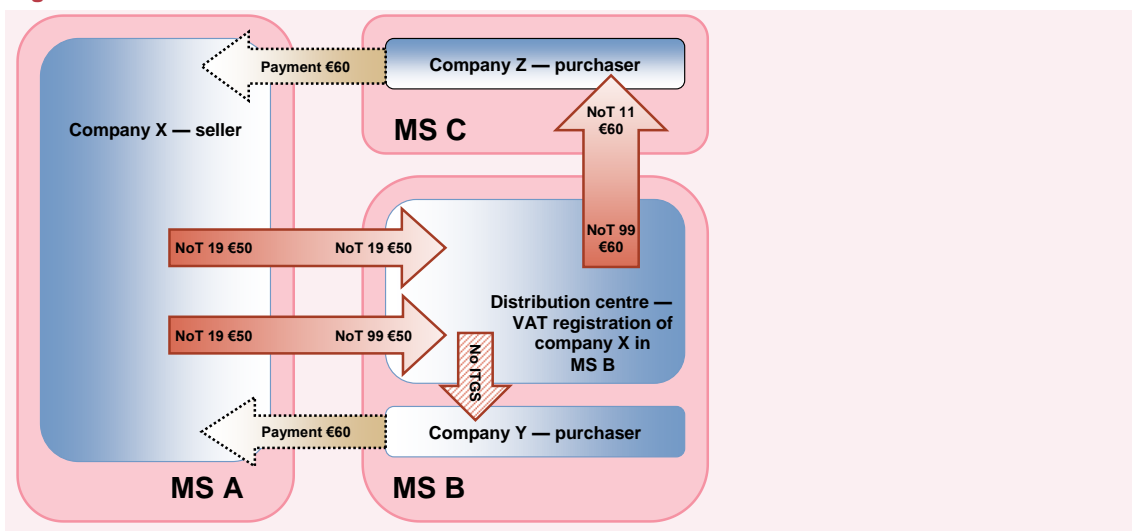 Payment €60
Company Z — purchaser
Company X — seller
MS C
NoT 11
€60
NoT 19 €50
NoT 19 €50
NoT 99
€60
Distribution centre —
VAT registration of
company X in
MS B
NoT 19 €50
NoT 99 €50
No ITGS
Payment €60
Company Y — purchaser
MS A
MS B